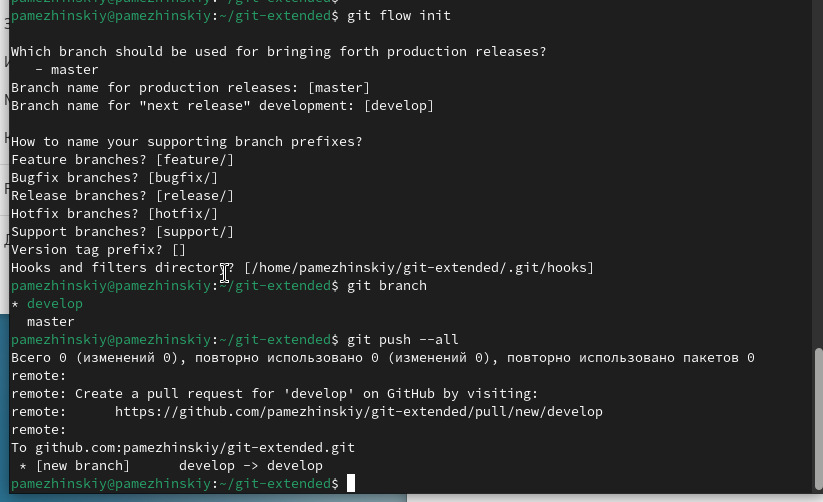 pamezhinskiy@pamezhinskiy:~/git-extended$ git flow init
Which branch should be used for bringing forth production releases?
   - master
Branch name for production releases: [master]
Branch name for "next release" development: [develop]
How to name your supporting branch prefixes?
Feature branches? [feature/]
Bugfix branches? [bugfix/]
Release branches? [release/]
Hotfix branches? [hotfix/]
Support branches? [support/]
Version tag prefix? []
Hooks and filters directory? [/home/pamezhinskiy/git-extended/.git/hooks]
pamezhinskiy@pamezhinskiy:~/git-extended$ git branch
* develop
  master
pamezhinskiy@pamezhinskiy:~/git-extended$ git push --all
Всего 0 (изменений 0), повторно использовано 0 (изменений 0), повторно использовано пакетов 0
remote:
remote: Create a pull request for 'develop' on GitHub by visiting:
remote:      https://github.com/pamezhinskiy/git-extended/pull/new/develop
remote:
To github.com:pamezhinskiy/git-extended.git
 * [new branch]      develop -> develop
pamezhinskiy@pamezhinskiy:~/git-extended$